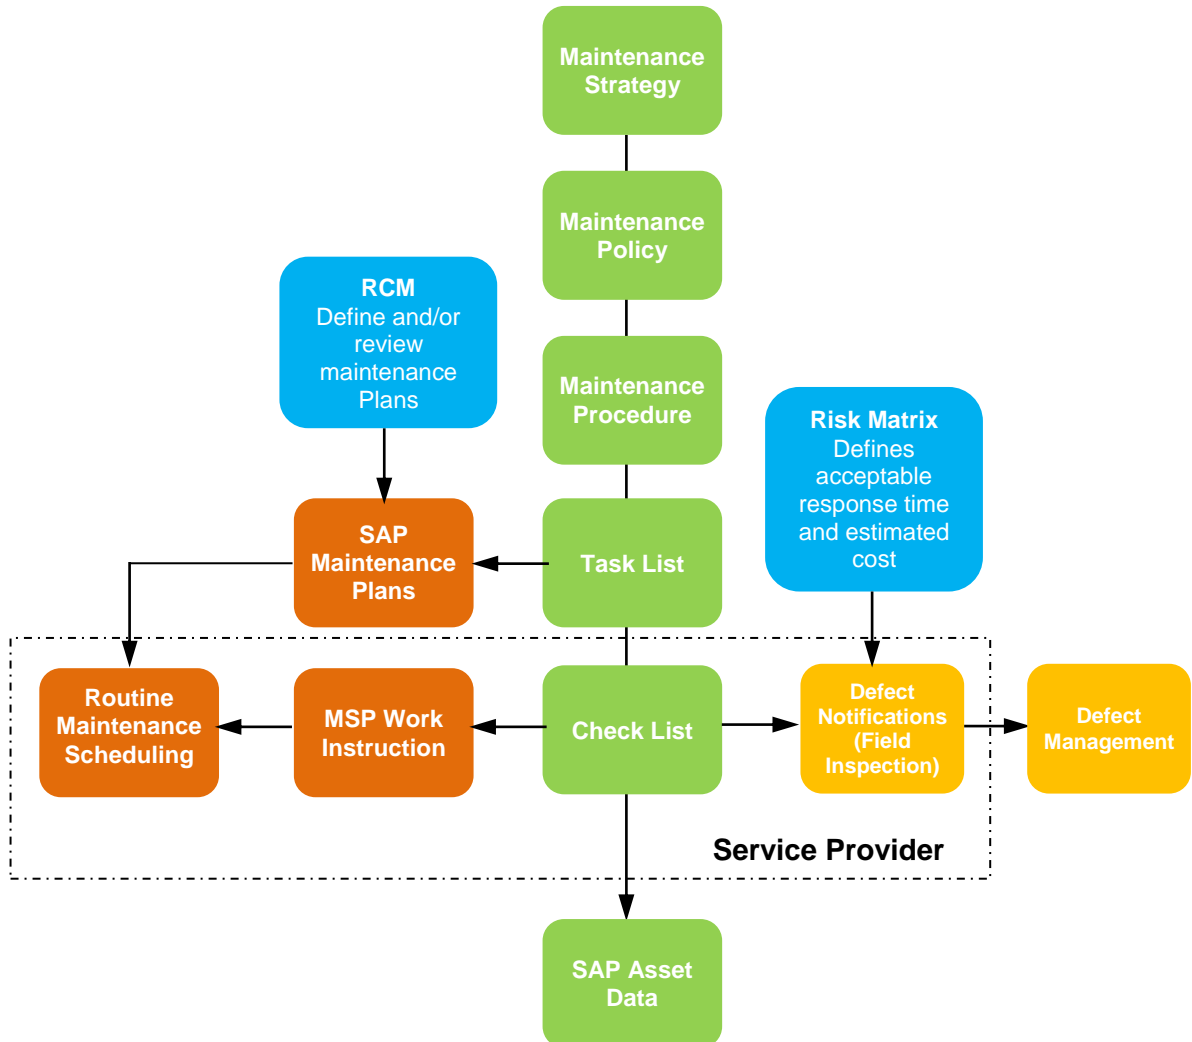 Maintenance
Strategy
Maintenance
Policy
RCM
Define and/or
review
maintenance
Plans
Maintenance
Procedure
Risk Matrix
Defines
acceptable
response time
and estimated
cost
SAP
Maintenance
Plans
Task List
Routine
Maintenance
Scheduling
MSP Work
Instruction
Check List
Defect
Notifications
(Field
Inspection)
Defect
Management
Service Provider
SAP Asset
Data